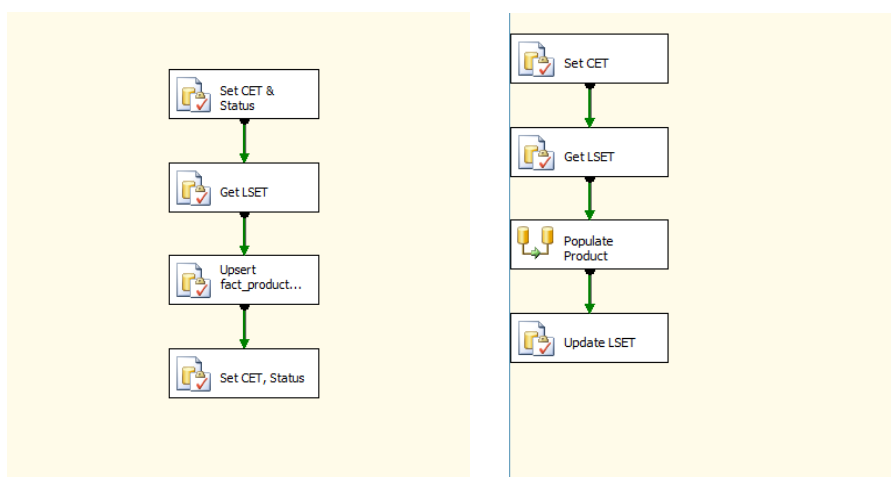 Set CET &
Status
Get LSET
Upsert
fact_product...
Set CET, Status
Set CET
Get LSET
Populate
Product
Update LSET